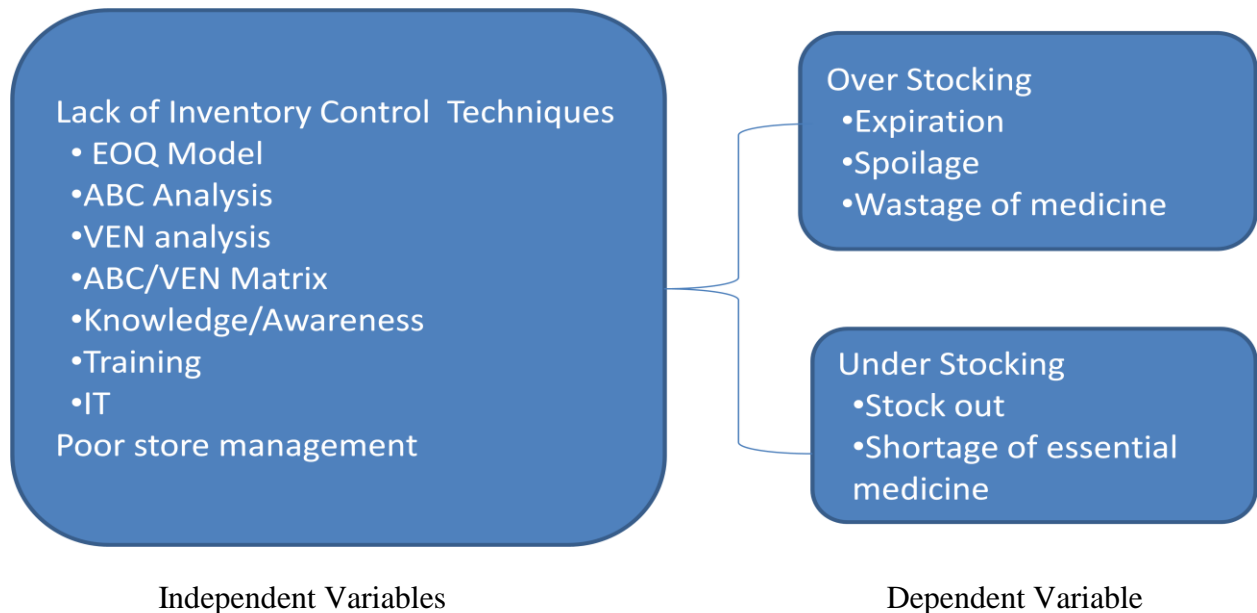 Lack of Inventory Control Techniques
• EOQ Model
•ABC Analysis
•VEN analysis
•ABC/VEN Matrix
•Knowledge/Awareness
•Training
•IT
Poor store management
Over Stocking
•Expiration
•Spoilage
•Wastage of medicine
Under Stocking
•Stock out
•Shortage of essential
medicine
Independent Variables
Dependent Variable